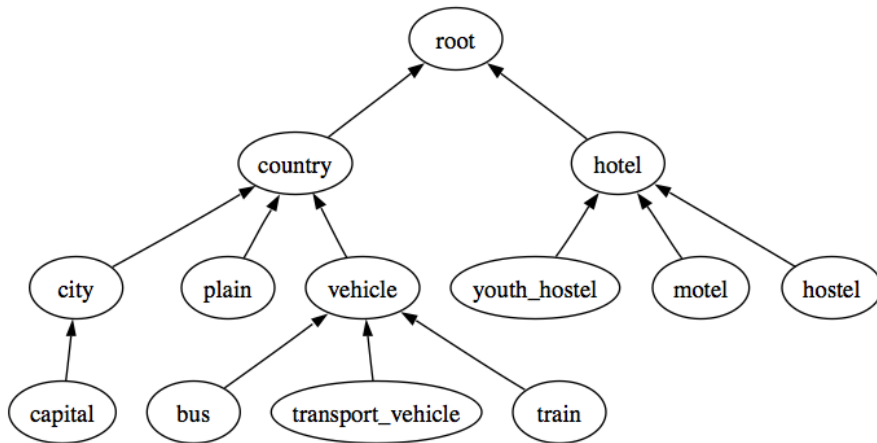 root
country
hotel
city
plain
vehicle
youth_hostel
motel
hostel
capital
bus
transport_vehicle
train